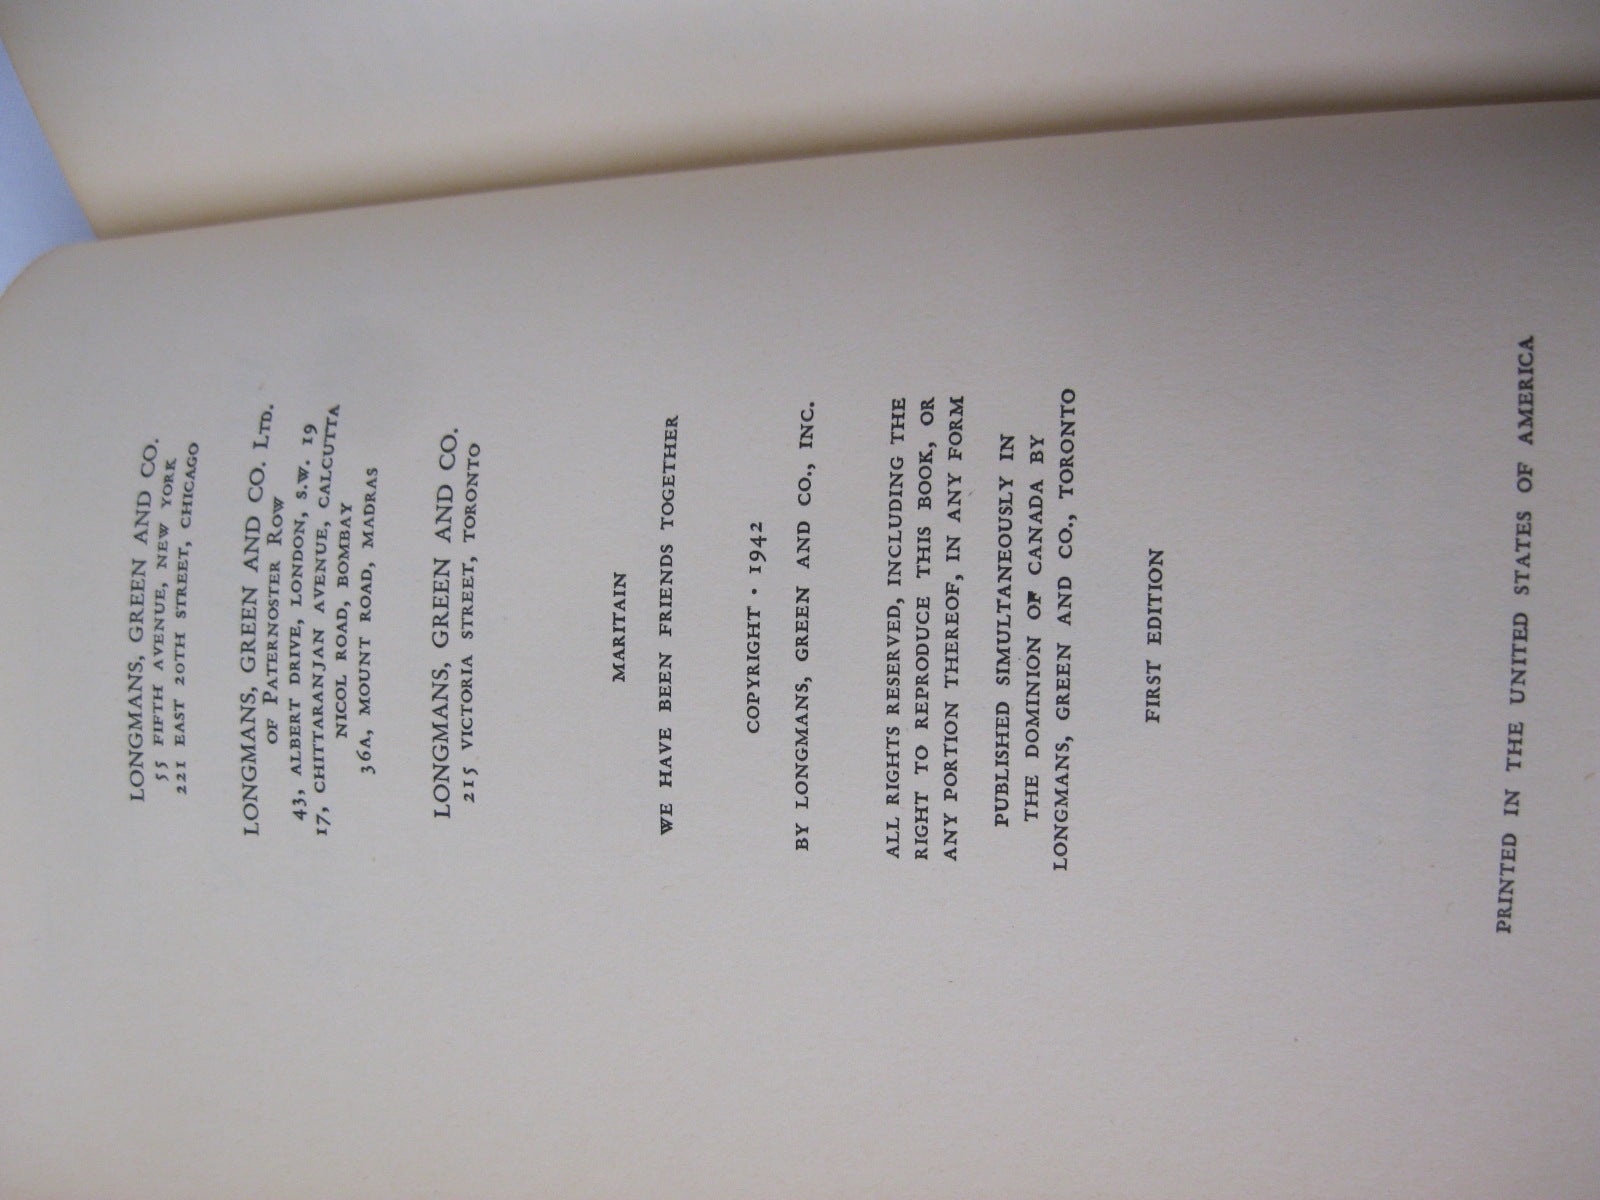 LONGMANS, GREEN AND CO.
55 FIFTH AVENUE, NEW YORK
221 EAST 20TH STREET, CHICAGO
LONGMANS, GREEN AND CO. LTD.
OF PATERNOSTER ROW
43, ALBERT DRIVE, LONDON, S.W. 19
17, CHITTARANJAN AVENUE, CALCUTTA
NICOL ROAD, BOMBAY
36A, MOUNT ROAD, MADRAS
LONGMANS, GREEN AND CO.
215 VICTORIA STREET, TORONTO
MARITAIN
WE HAVE BEEN FRIENDS TOGETHER
COPYRIGHT · 1942
BY LONGMANS, GREEN AND CO., INC.
ALL RIGHTS RESERVED, INCLUDING THE
RIGHT TO REPRODUCE THIS BOOK, OR
ANY PORTION THEREOF, IN ANY FORM
PUBLISHED SIMULTANEOUSLY IN
THE DOMINION OF CANADA BY
LONGMANS, GREEN AND CO., TORONTO
FIRST EDITION
PRINTED IN THE UNITED STATES OF AMERICA